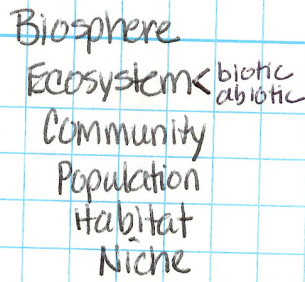 Biosphere
Ecosystem< biotic
abiotic
Community
Population
Habitat
Niche